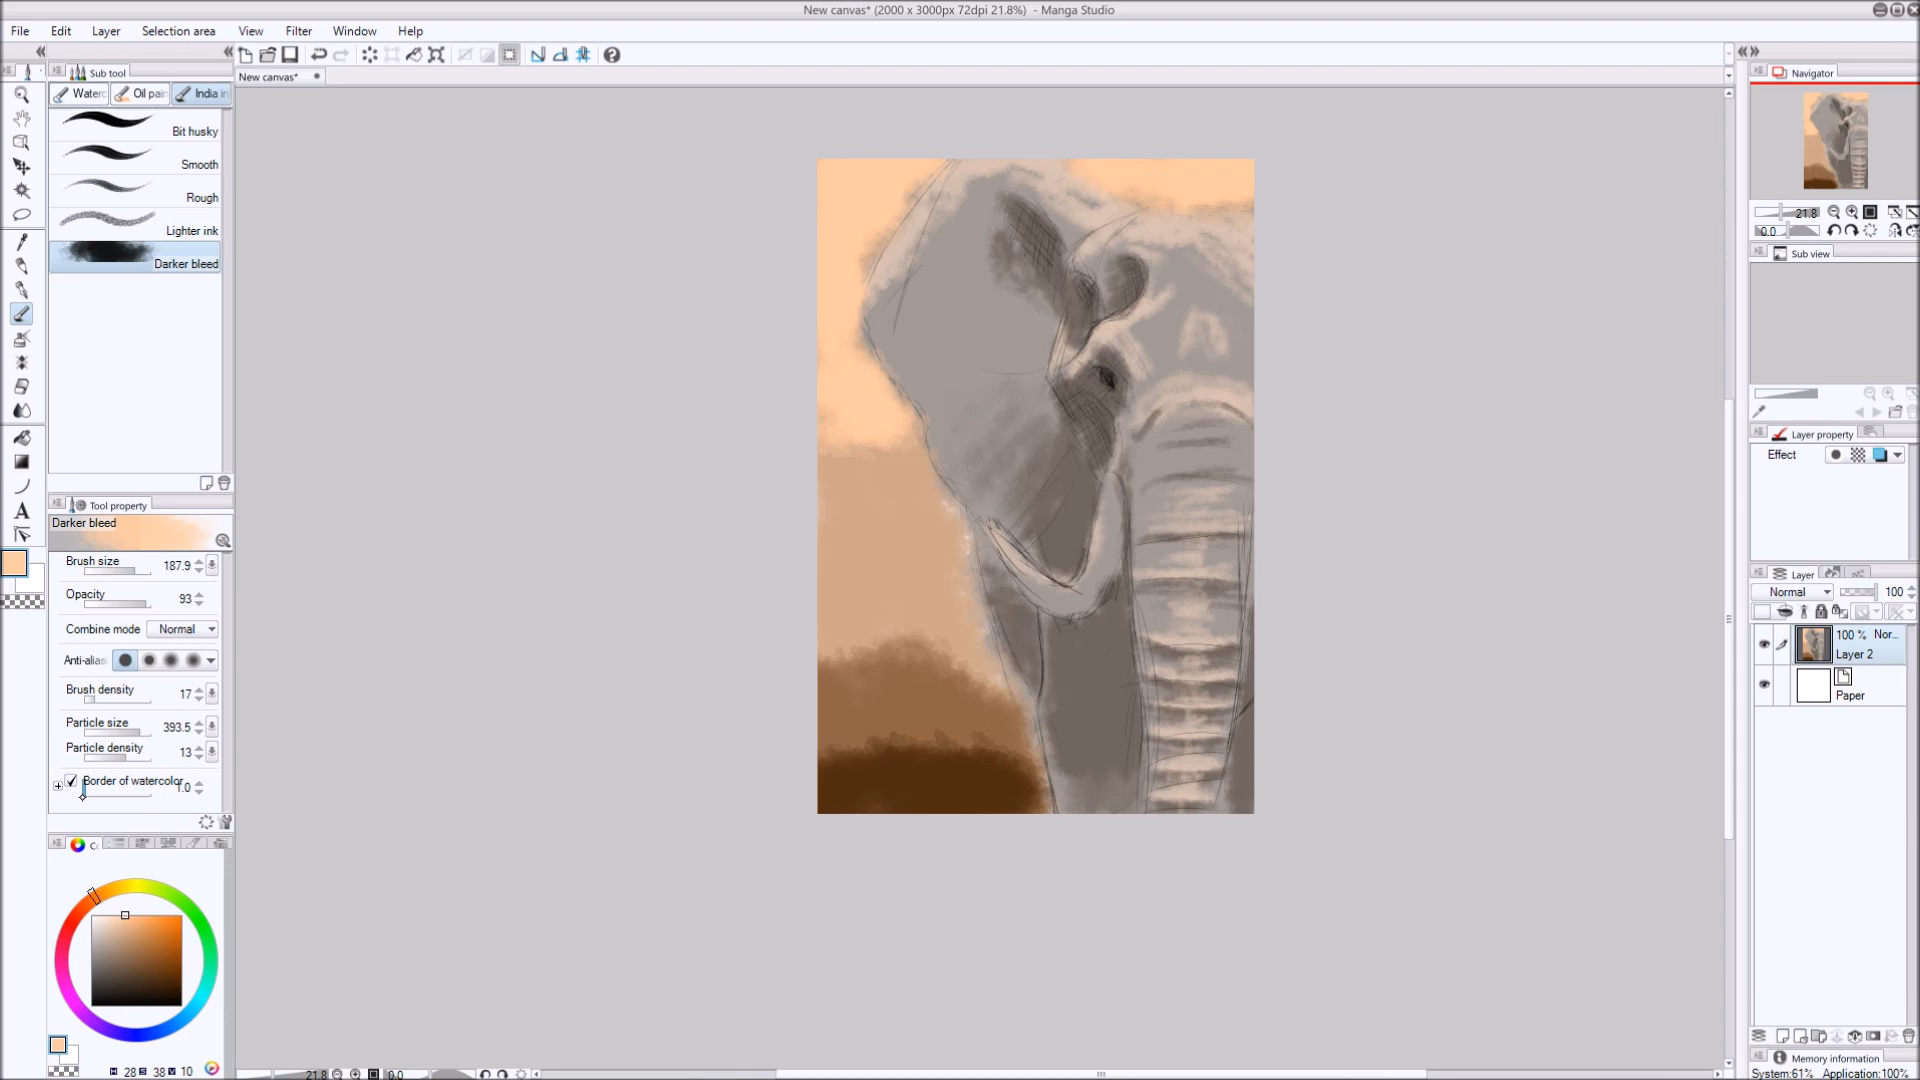 New canvas* (2000 x 3000px 72dpi 21.8%) - Manga Studio
File Edit Layer Selection area View Filter Window Help
Sub tool
Waterc Oil pain India in
Bit husky
Smooth
Rough
Lighter ink
Darker bleed
Tool property
Darker bleed
Brush size 187.9
Opacity 93
Combine mode Normal
Anti-alias
Brush density 17
Particle size 393.5
Particle density 13
Border of watercolor 1.0
C
H 28 S 38 V 10
New canvas*
21.8 0.0
Navigator
21.8
0.0
Sub view
Layer property
Effect
Layer
Normal 100
100 % Nor...
Layer 2
Paper
Memory information
System:61% Application:100%